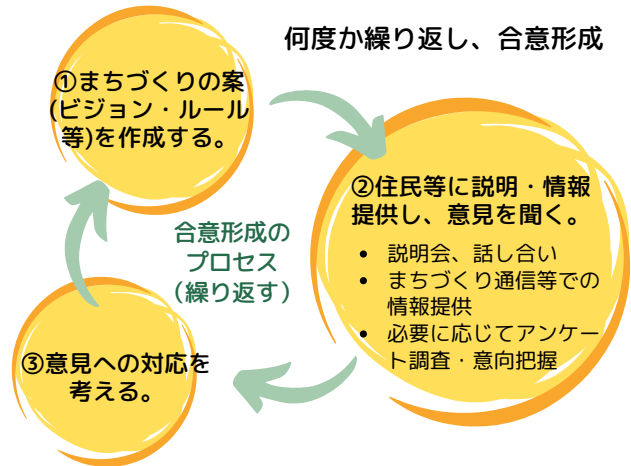 何度か繰り返し、合意形成
①まちづくりの案
(ビジョン・ルール
等)を作成する。
②住民等に説明・情報
提供し、意見を聞く。
• 説明会、話し合い
• まちづくり通信等での
情報提供
• 必要に応じてアンケー
ト調査・意向把握
合意形成の
プロセス
（繰り返す）
③意見への対応を
考える。